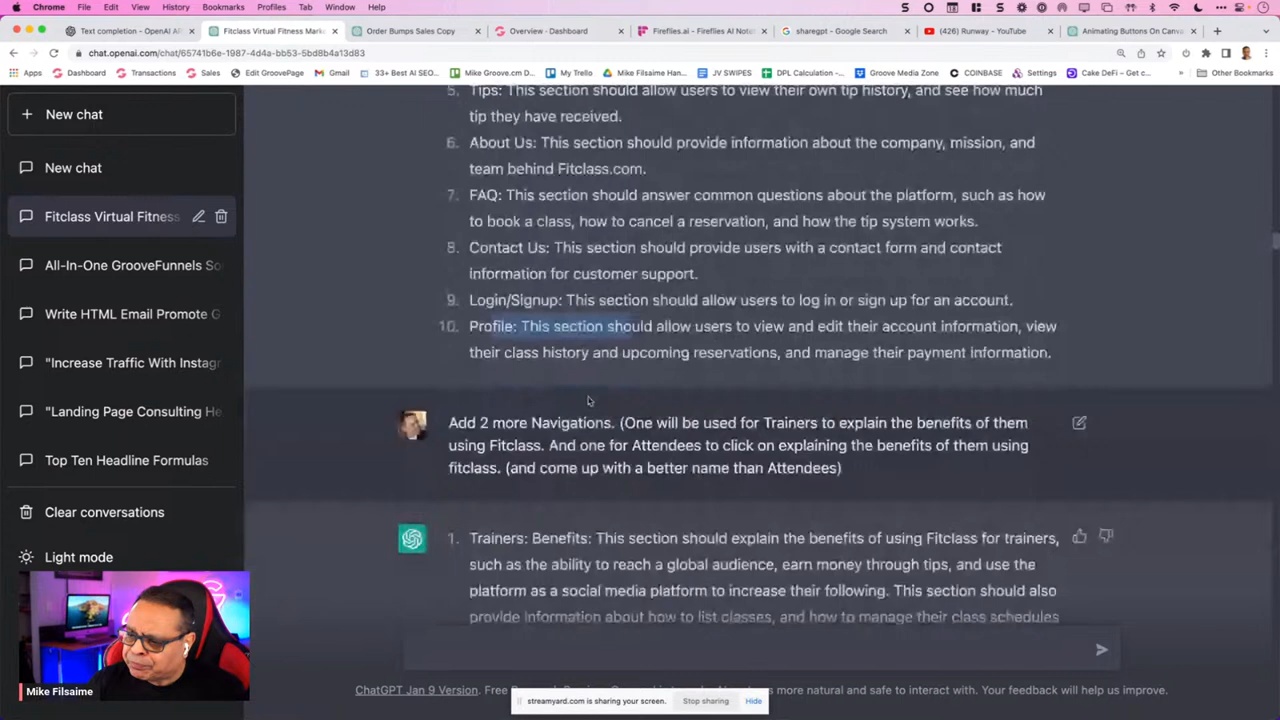 Chrome File Edit View History Bookmarks Profiles Tab Window Help
Text completion - OpenAI AI
Fitclass Virtual Fitness Mark
Order Bumps Sales Copy
Overview · Dashboard
Fireflies.ai - Fireflies AI Note
sharegpt - Google Search
(426) Runway - YouTube
Animating Buttons On Canv
chat.openai.com/chat/65741b6e-1987-4d4a-bb53-5bd8b4a13d83
Apps Dashboard Transactions Sales Edit GroovePage Gmail 33+ Best AI SEO... Mike Groove.cm D... My Trello Mike Filsaime Han... JV SWIPES DPL Calculation -... Groove Media Zone COINBASE Settings Cake DeFi – Get c... » Other Bookmarks
+ New chat
New chat
Fitclass Virtual Fitness
All-In-One GrooveFunnels So
Write HTML Email Promote G
"Increase Traffic With Instag
"Landing Page Consulting He
Top Ten Headline Formulas
Clear conversations
Light mode
5. Tips: This section should allow users to view their own tip history, and see how much
tip they have received.
6. About Us: This section should provide information about the company, mission, and
team behind Fitclass.com.
7. FAQ: This section should answer common questions about the platform, such as how
to book a class, how to cancel a reservation, and how the tip system works.
8. Contact Us: This section should provide users with a contact form and contact
information for customer support.
9. Login/Signup: This section should allow users to log in or sign up for an account.
10. Profile: This section should allow users to view and edit their account information, view
their class history and upcoming reservations, and manage their payment information.
Add 2 more Navigations. (One will be used for Trainers to explain the benefits of them
using Fitclass. And one for Attendees to click on explaining the benefits of them using
fitclass. (and come up with a better name than Attendees)
1. Trainers: Benefits: This section should explain the benefits of using Fitclass for trainers,
such as the ability to reach a global audience, earn money through tips, and use the
platform as a social media platform to increase their following. This section should also
provide information about how to list classes, and how to manage their class schedules
ChatGPT Jan 9 Version. Free
more natural and safe to interact with. Your feedback will help us improve.
streamyard.com is sharing your screen. Stop sharing Hide
Mike Filsaime